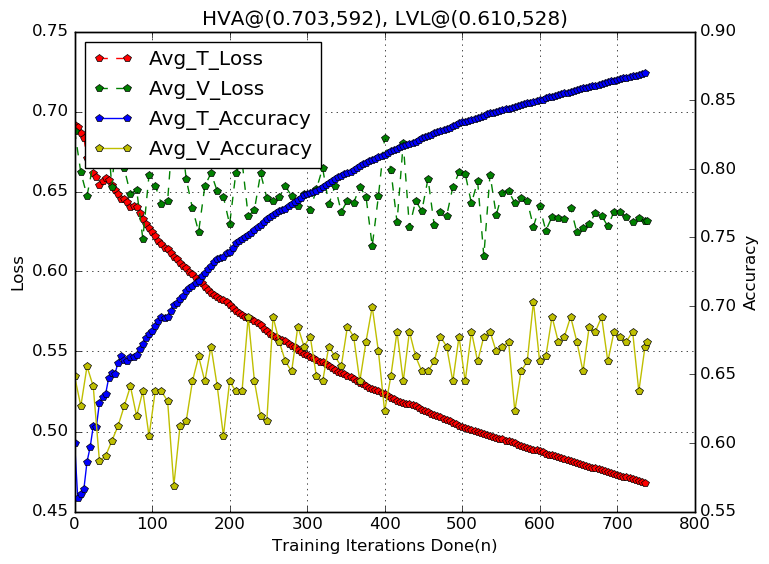 HVA@(0.703,592), LVL@(0.610,528)
Avg_T_Loss
Avg_V_Loss
Avg_T_Accuracy
Avg_V_Accuracy
0.75
0.70
0.65
0.60
0.55
0.50
0.45
Loss
0.90
0.85
0.80
0.75
0.70
0.65
0.60
0.55
Accuracy
0 100 200 300 400 500 600 700 800
Training Iterations Done(n)